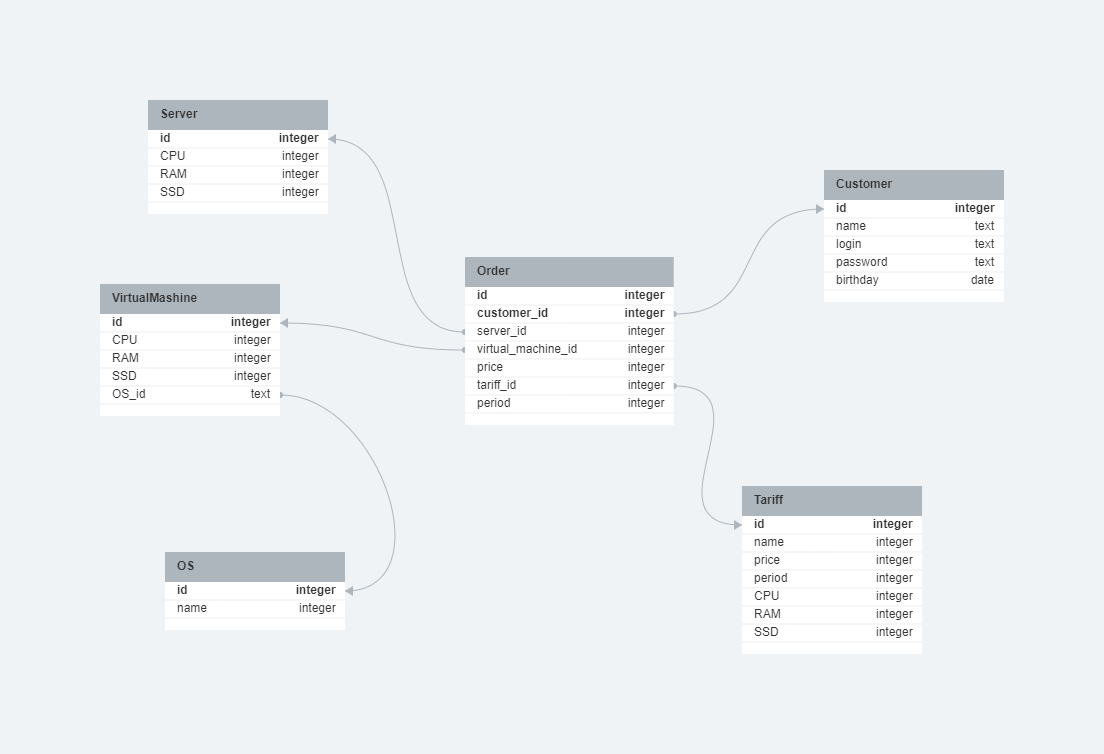 Server
id integer
CPU integer
RAM integer
SSD integer
Customer
id integer
name text
login text
password text
birthday date
Order
id integer
customer_id integer
server_id integer
virtual_machine_id integer
price integer
tariff_id integer
period integer
VirtualMashine
id integer
CPU integer
RAM integer
SSD integer
OS_id text
Tariff
id integer
name integer
price integer
period integer
CPU integer
RAM integer
SSD integer
OS
id integer
name integer